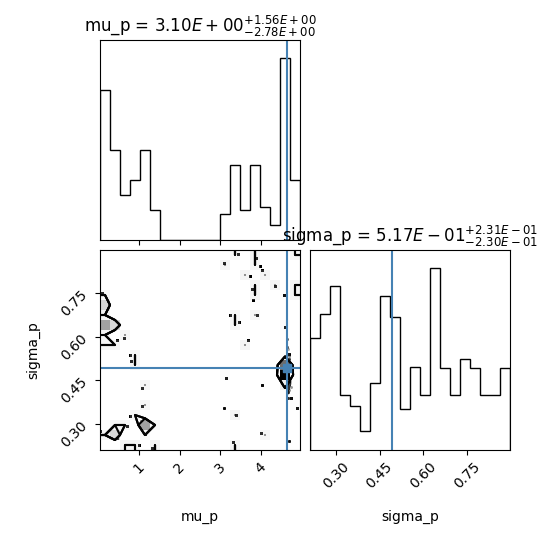 mu_p = 3.10E + 00+1.56E+00−2.78E+00
sigma_p = 5.17E − 01+2.31E−01−2.30E−01
sigma_p
0.75
0.60
0.45
0.30
1 2 3 4
0.30 0.45 0.60 0.75
mu_p
sigma_p